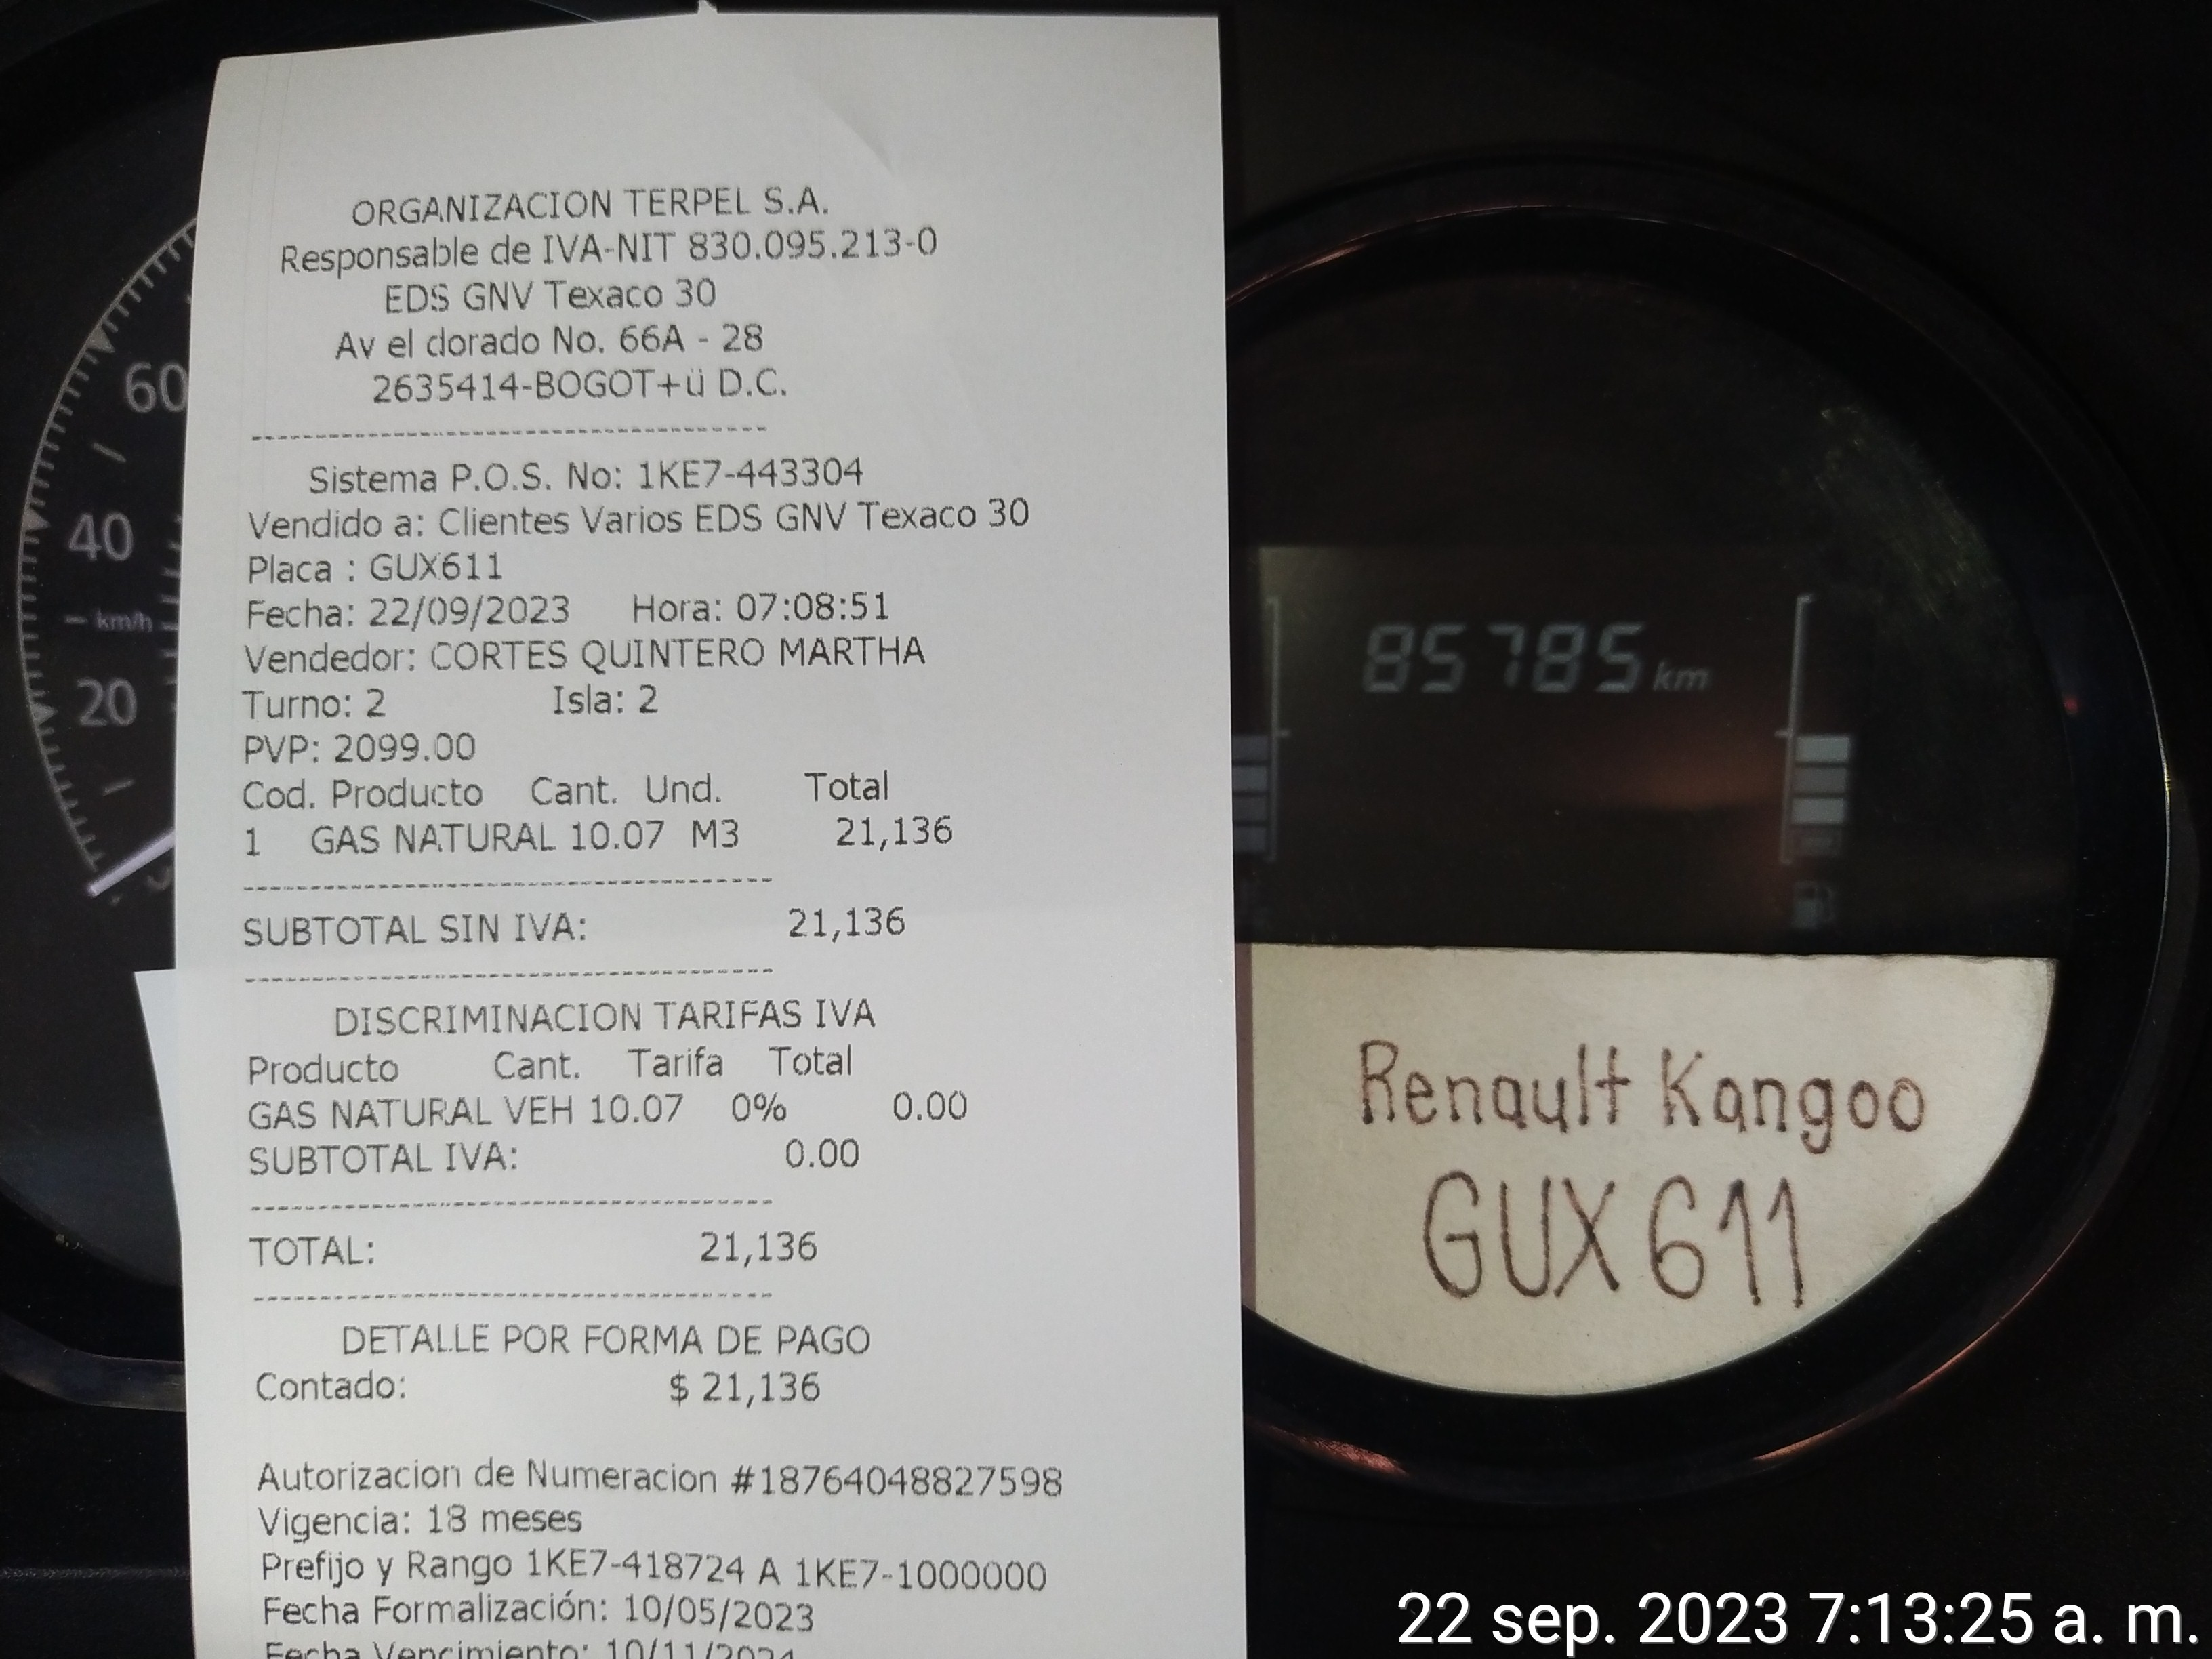 ORGANIZACION TERPEL S.A.
Responsable de IVA-NIT 830.095.213-0
EDS GNV Texaco 30
Av el dorado No. 66A - 28
2635414-BOGOT+ü D.C.
Sistema P.O.S. No: 1KE7-443304
Vendido a: Clientes Varios EDS GNV Texaco 30
Placa : GUX611
Fecha: 22/09/2023 Hora: 07:08:51
Vendedor: CORTES QUINTERO MARTHA
Turno: 2 Isla: 2
PVP: 2099.00
Cod. Producto Cant. Und. Total
1 GAS NATURAL 10.07 M3 21,136
SUBTOTAL SIN IVA: 21,136
DISCRIMINACION TARIFAS IVA
Producto Cant. Tarifa Total
GAS NATURAL VEH 10.07 0% 0.00
SUBTOTAL IVA: 0.00
TOTAL: 21,136
DETALLE POR FORMA DE PAGO
Contado: $ 21,136
Autorizacion de Numeracion #18764048827598
Vigencia: 18 meses
Prefijo y Rango 1KE7-418724 A 1KE7-1000000
Fecha Formalización: 10/05/2023
Fecha Vencimiento: 10/11/2024
60
40
km/h
20
85785 km
Renault Kangoo
GUX 611
22 sep. 2023 7:13:25 a. m.